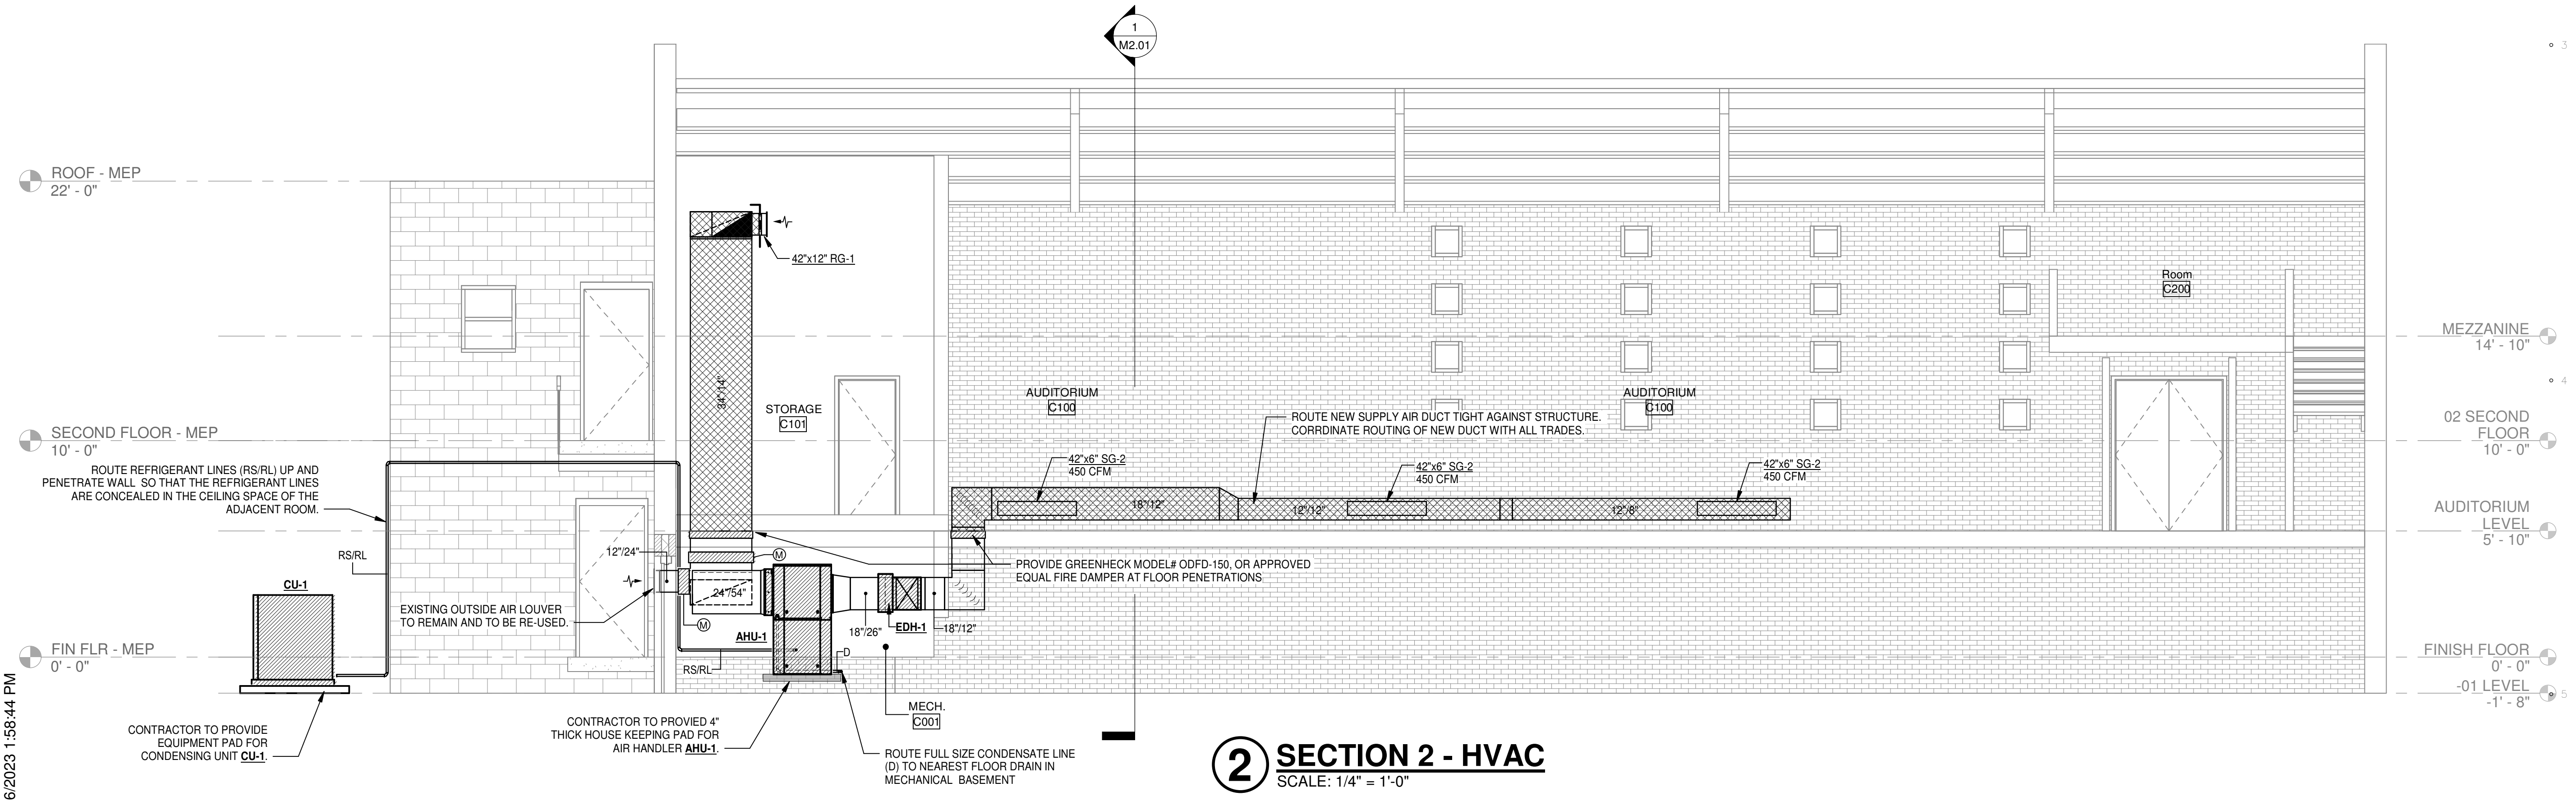 1
M2.01
3
ROOF - MEP
22' - 0"
42"x12" RG-1
Room
C200
MEZZANINE
14' - 10"
34"/14"
4
STORAGE
C101
AUDITORIUM
C100
AUDITORIUM
C100
ROUTE NEW SUPPLY AIR DUCT TIGHT AGAINST STRUCTURE.
CORRDINATE ROUTING OF NEW DUCT WITH ALL TRADES.
02 SECOND
FLOOR
10' - 0"
SECOND FLOOR - MEP
10' - 0"
ROUTE REFRIGERANT LINES (RS/RL) UP AND
PENETRATE WALL SO THAT THE REFRIGERANT LINES
ARE CONCEALED IN THE CEILING SPACE OF THE
ADJACENT ROOM.
42"x6" SG-2
450 CFM
42"x6" SG-2
450 CFM
42"x6" SG-2
450 CFM
18"/12"
12"/12"
12"/8"
AUDITORIUM
LEVEL
5' - 10"
RS/RL
12"/24"
M
PROVIDE GREENHECK MODEL# ODFD-150, OR APPROVED
EQUAL FIRE DAMPER AT FLOOR PENETRATIONS
CU-1
24"/54"
EXISTING OUTSIDE AIR LOUVER
TO REMAIN AND TO BE RE-USED.
M
AHU-1
18"/26"
EDH-1
18"/12"
FIN FLR - MEP
0' - 0"
RS/RL
D
FINISH FLOOR
0' - 0"
-01 LEVEL
-1' - 8"
5
MECH.
C001
CONTRACTOR TO PROVIDE
EQUIPMENT PAD FOR
CONDENSING UNIT CU-1.
CONTRACTOR TO PROVIED 4"
THICK HOUSE KEEPING PAD FOR
AIR HANDLER AHU-1.
ROUTE FULL SIZE CONDENSATE LINE
(D) TO NEAREST FLOOR DRAIN IN
MECHANICAL BASEMENT
2
SECTION 2 - HVAC
SCALE: 1/4" = 1'-0"
6/2023 1:58:44 PM